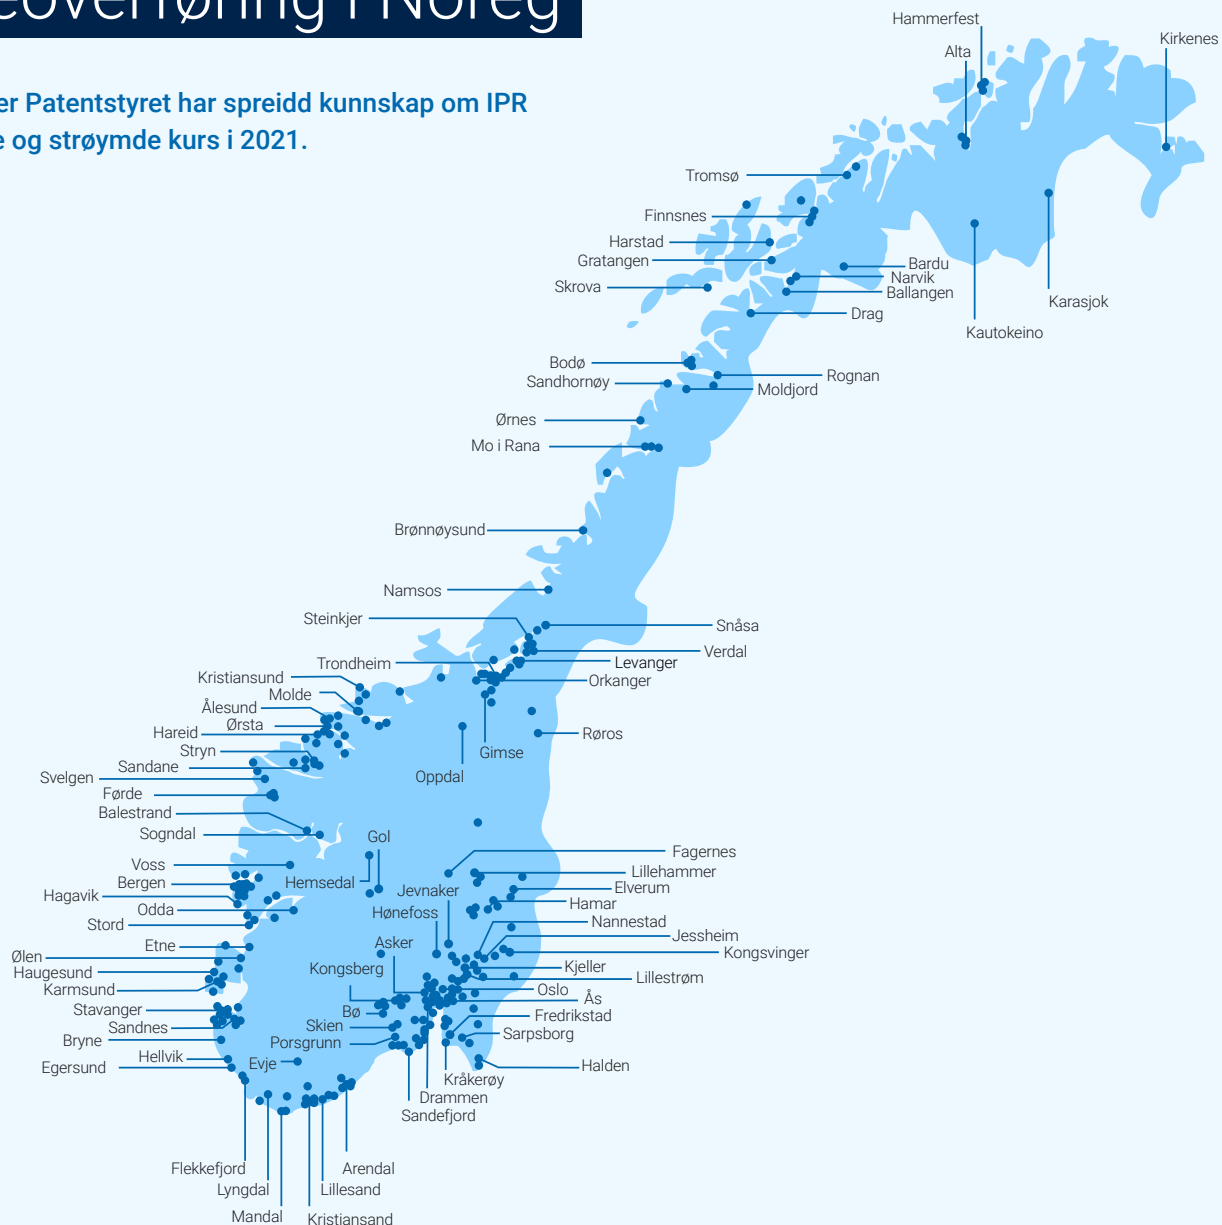 i Noreg
Patentstyret har spreidd kunnskap om IPR
og strøymde kurs i 2021.
Hammerfest
Kirkenes
Alta
Tromsø
Finnsnes
Harstad
Gratangen
Bardu
Narvik
Skrova
Ballangen
Karasjok
Drag
Kautokeino
Bodø
Rognan
Sandhornøy
Moldjord
Ørnes
Mo i Rana
Brønnøysund
Namsos
Steinkjer
Snåsa
Verdal
Trondheim
Levanger
Kristiansund
Orkanger
Molde
Ålesund
Ørsta
Hareid
Røros
Stryn
Gimse
Sandane
Oppdal
Svelgen
Førde
Balestrand
Sogndal
Gol
Fagernes
Voss
Lillehammer
Bergen
Hemsedal
Jevnaker
Elverum
Hagavik
Hamar
Odda
Hønefoss
Nannestad
Stord
Jessheim
Etne
Asker
Kongsvinger
Ølen
Kongsberg
Kjeller
Haugesund
Lillestrøm
Karmsund
Oslo
Ås
Stavanger
Bø
Fredrikstad
Sandnes
Skien
Sarpsborg
Bryne
Porsgrunn
Hellvik
Evje
Egersund
Halden
Kråkerøy
Drammen
Sandefjord
Flekkefjord
Arendal
Lyngdal
Lillesand
Mandal
Kristiansand